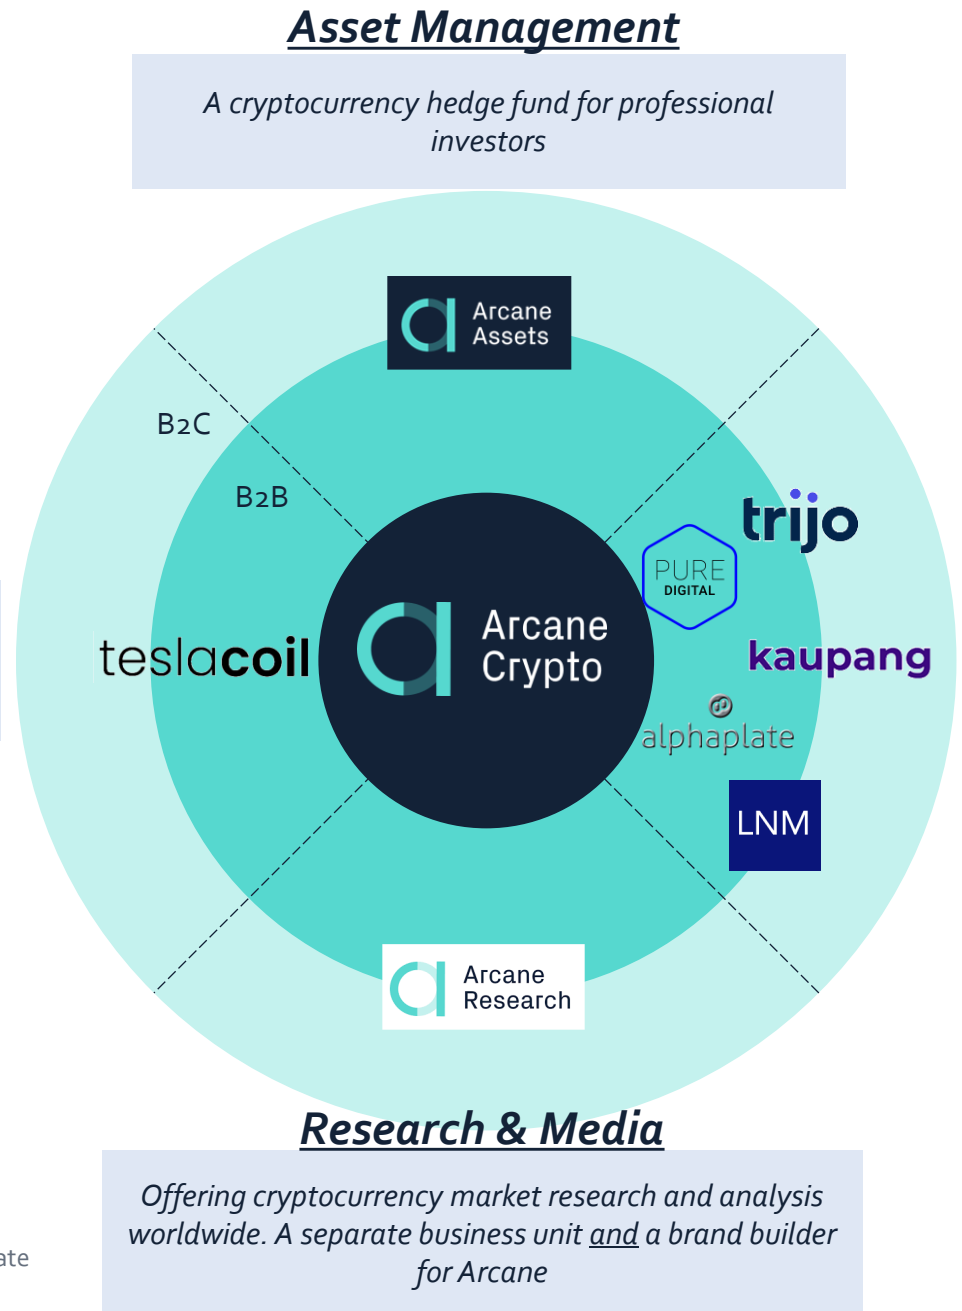 Asset Management
A cryptocurrency hedge fund for professional
investors
Arcane
Assets
B2C
B2B
trijo
PURE
DIGITAL
teslacoil
Arcane
Crypto
kaupang
alphaplate
LNM
Arcane
Research
Research & Media
Offering cryptocurrency market research and analysis
worldwide. A separate business unit and a brand builder
for Arcane
ate